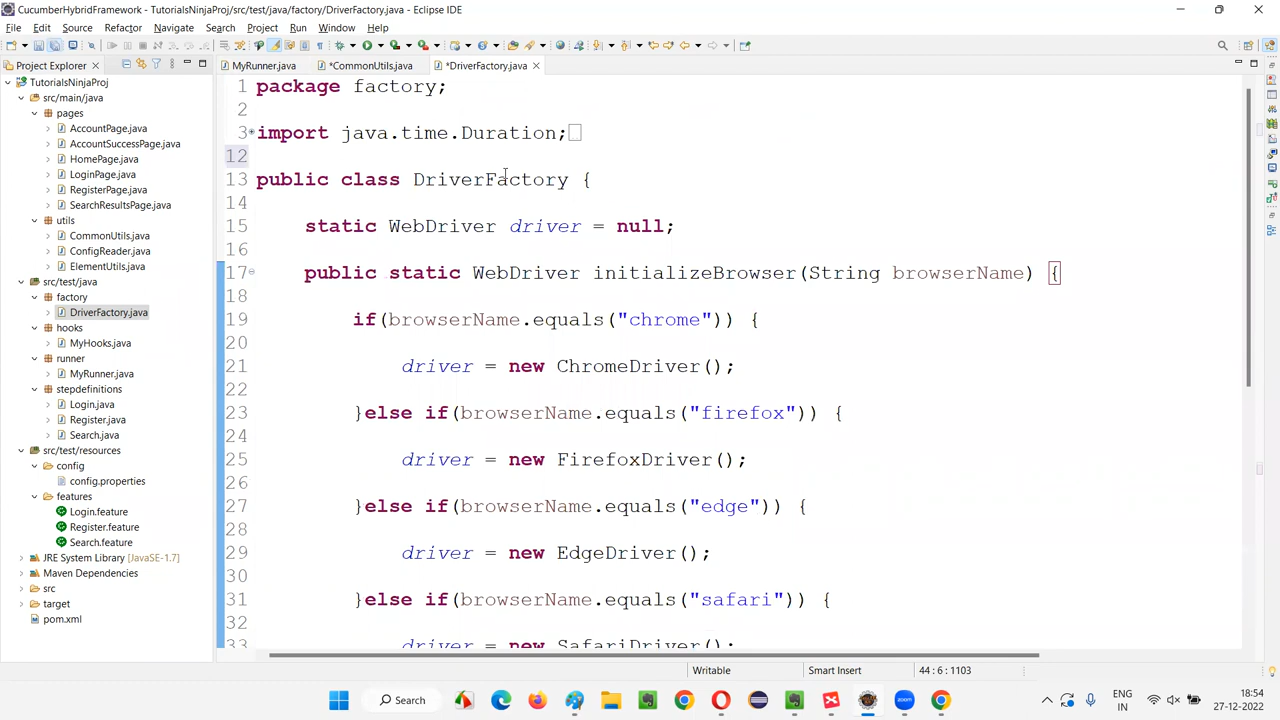 CucumberHybridFramework - TutorialsNinjaProj/src/test/java/factory/DriverFactory.java - Eclipse IDE
File Edit Source Refactor Navigate Search Project Run Window Help
Project Explorer
TutorialsNinjaProj
src/main/java
pages
AccountPage.java
AccountSuccessPage.java
HomePage.java
LoginPage.java
RegisterPage.java
SearchResultsPage.java
utils
CommonUtils.java
ConfigReader.java
ElementUtils.java
src/test/java
factory
DriverFactory.java
hooks
MyHooks.java
runner
MyRunner.java
stepdefinitions
Login.java
Register.java
Search.java
src/test/resources
config
config.properties
features
Login.feature
Register.feature
Search.feature
JRE System Library [JavaSE-1.7]
Maven Dependencies
src
target
pom.xml
MyRunner.java *CommonUtils.java *DriverFactory.java
1 package factory;
2
3 import java.time.Duration;
12
13 public class DriverFactory {
14
15 static WebDriver driver = null;
16
17 public static WebDriver initializeBrowser(String browserName) {
18
19 if(browserName.equals("chrome")) {
20
21 driver = new ChromeDriver();
22
23 }else if(browserName.equals("firefox")) {
24
25 driver = new FirefoxDriver();
26
27 }else if(browserName.equals("edge")) {
28
29 driver = new EdgeDriver();
30
31 }else if(browserName.equals("safari")) {
32
33 driver = new SafariDriver();
Writable Smart Insert 44 : 6 : 1103
Search
zoom
ENG
IN
18:54
27-12-2022